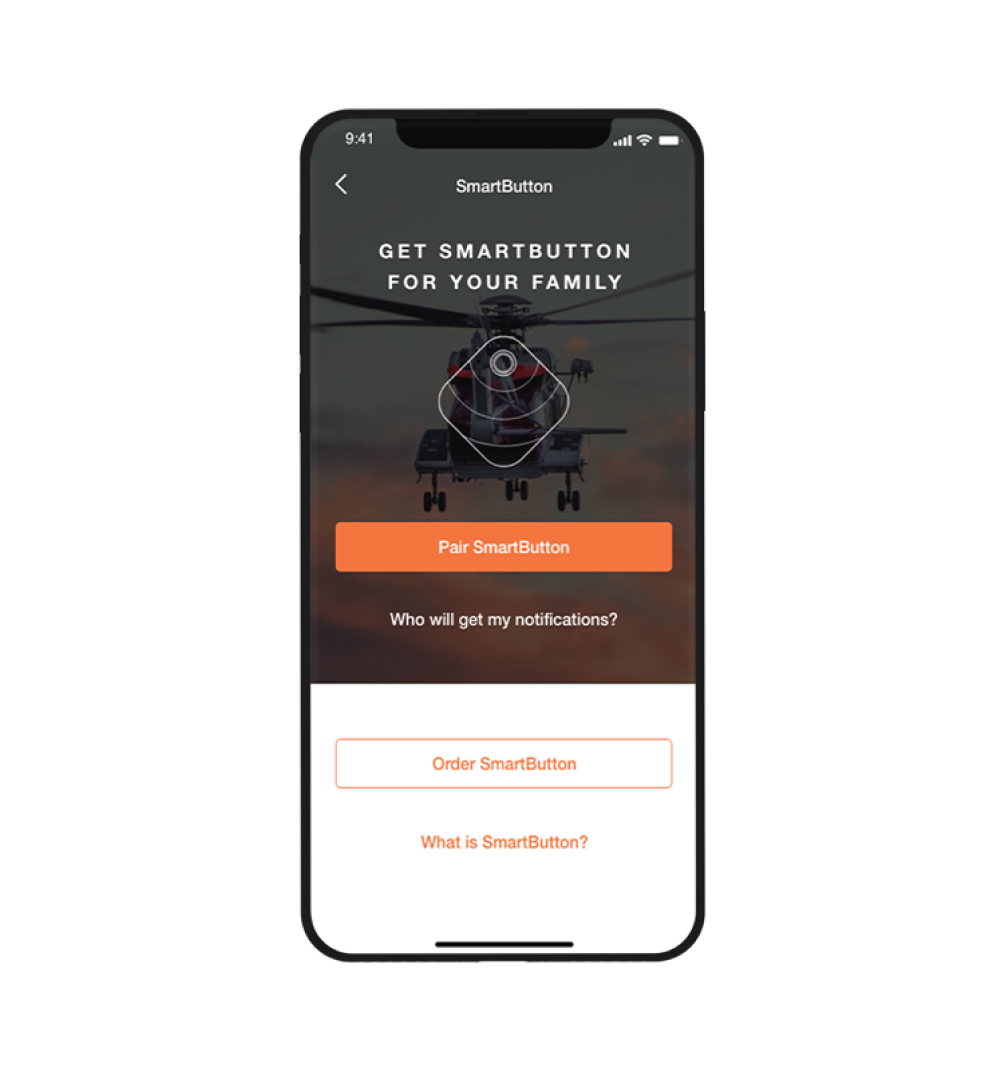 9:41
SmartButton
GET SMARTBUTTON
FOR YOUR FAMILY
Pair SmartButton
Who will get my notifications?
Order SmartButton
What is SmartButton?